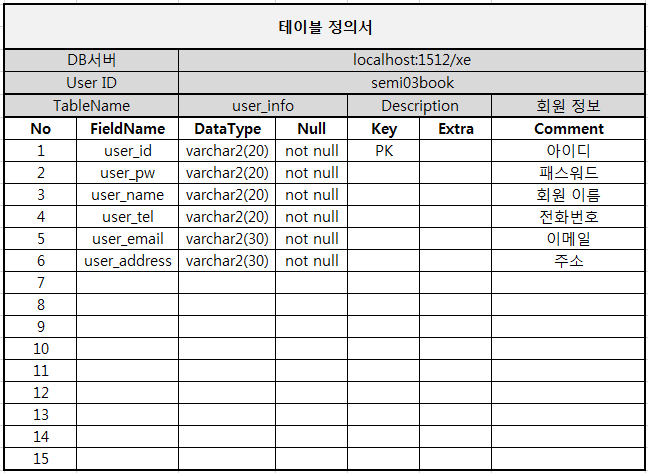 테이블 정의서
DB서버 localhost:1512/xe
User ID semi03book
TableName user_info Description 회원 정보
No FieldName DataType Null Key Extra Comment
1 user_id varchar2(20) not null PK 아이디
2 user_pw varchar2(20) not null 패스워드
3 user_name varchar2(20) not null 회원 이름
4 user_tel varchar2(20) not null 전화번호
5 user_email varchar2(30) not null 이메일
6 user_address varchar2(30) not null 주소
7
8
9
10
11
12
13
14
15